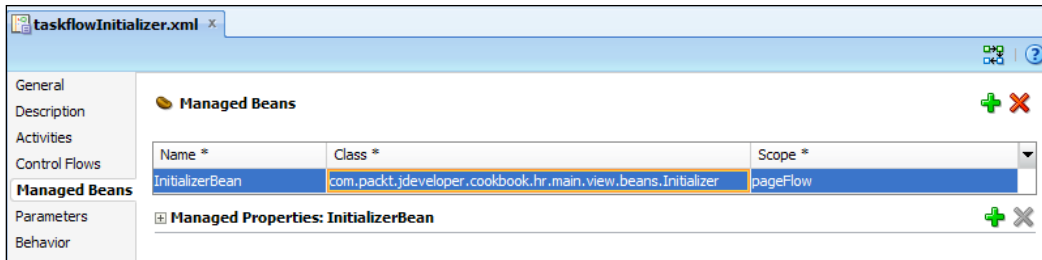 taskflowInitializer.xml x
?
General
Description
Activities
Control Flows
Managed Beans
Parameters
Behavior
Managed Beans
Name * Class * Scope *
InitializerBean com.packt.jdeveloper.cookbook.hr.main.view.beans.Initializer pageFlow
Managed Properties: InitializerBean